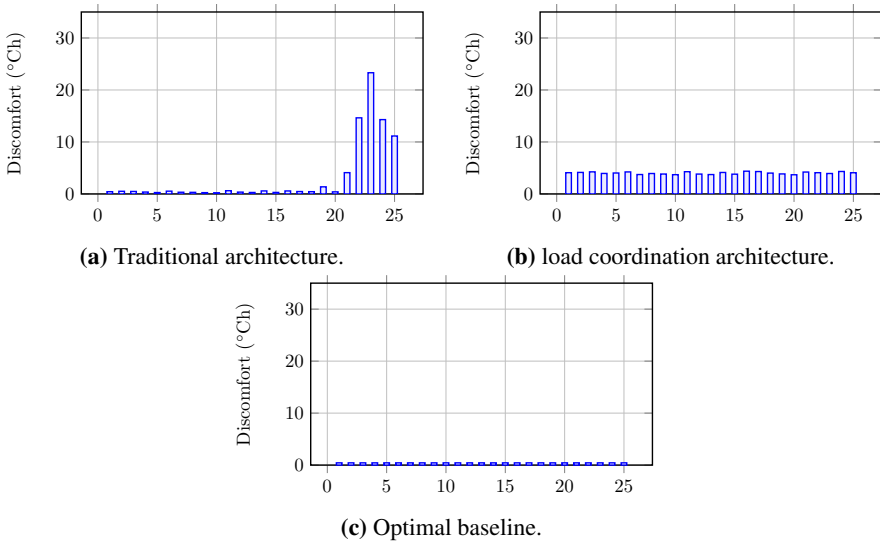 Discomfort (°Ch)
30
20
10
0
0 5 10 15 20 25
(a) Traditional architecture.
Discomfort (°Ch)
30
20
10
0
0 5 10 15 20 25
(b) load coordination architecture.
Discomfort (°Ch)
30
20
10
0
0 5 10 15 20 25
(c) Optimal baseline.